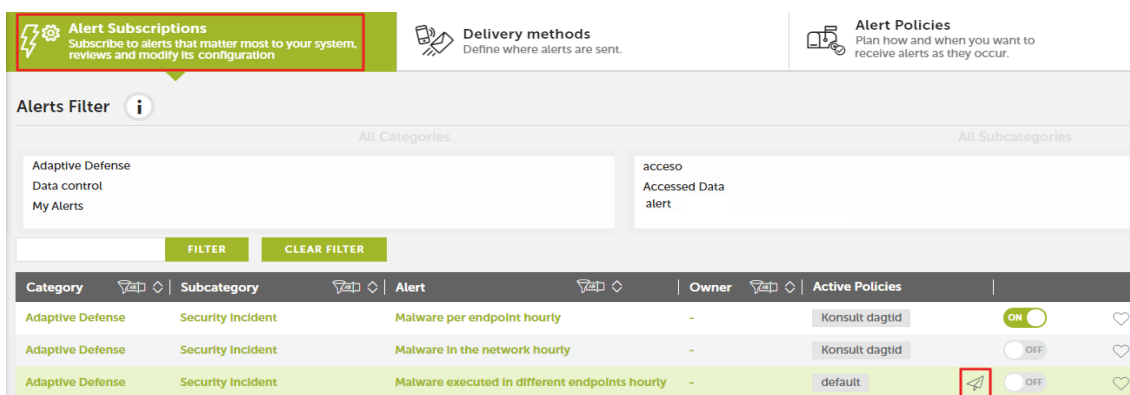 Alert Subscriptions
Subscribe to alerts that matter most to your system,
reviews and modify its configuration
Delivery methods
Define where alerts are sent.
Alert Policies
Plan how and when you want to
receive alerts as they occur.
Alerts Filter i
All Categories All Subcategories
Adaptive Defense
Data control
My Alerts
acceso
Accessed Data
alert
FILTER CLEAR FILTER
Category Subcategory Alert Owner Active Policies
Adaptive Defense Security Incident Malware per endpoint hourly - Konsult dagtid ON
Adaptive Defense Security Incident Malware in the network hourly - Konsult dagtid OFF
Adaptive Defense Security Incident Malware executed in different endpoints hourly - default OFF